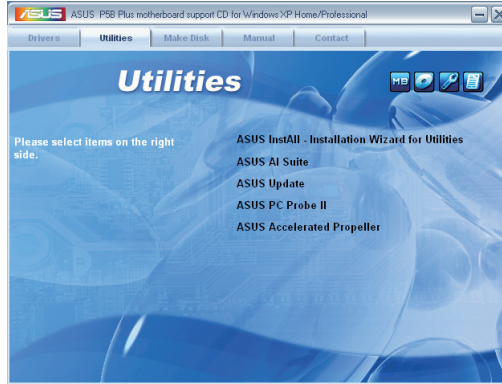 ASUS ASUS P5B Plus motherboard support CD for Windows XP Home/Professional
Drivers Utilities Make Disk Manual Contact
Utilities
MB
Please select items on the right
side.
ASUS InstAll - Installation Wizard for Utilities
ASUS AI Suite
ASUS Update
ASUS PC Probe II
ASUS Accelerated Propeller